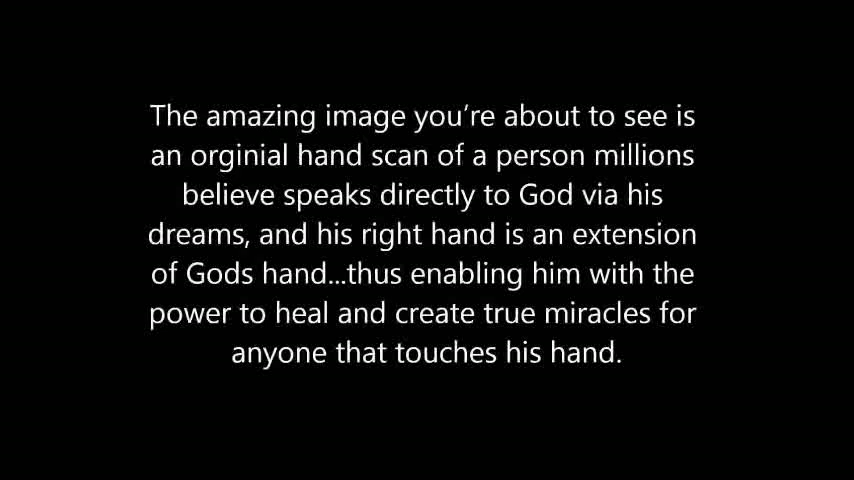 The amazing image you’re about to see is
an orginial hand scan of a person millions
believe speaks directly to God via his
dreams, and his right hand is an extension
of Gods hand...thus enabling him with the
power to heal and create true miracles for
anyone that touches his hand.